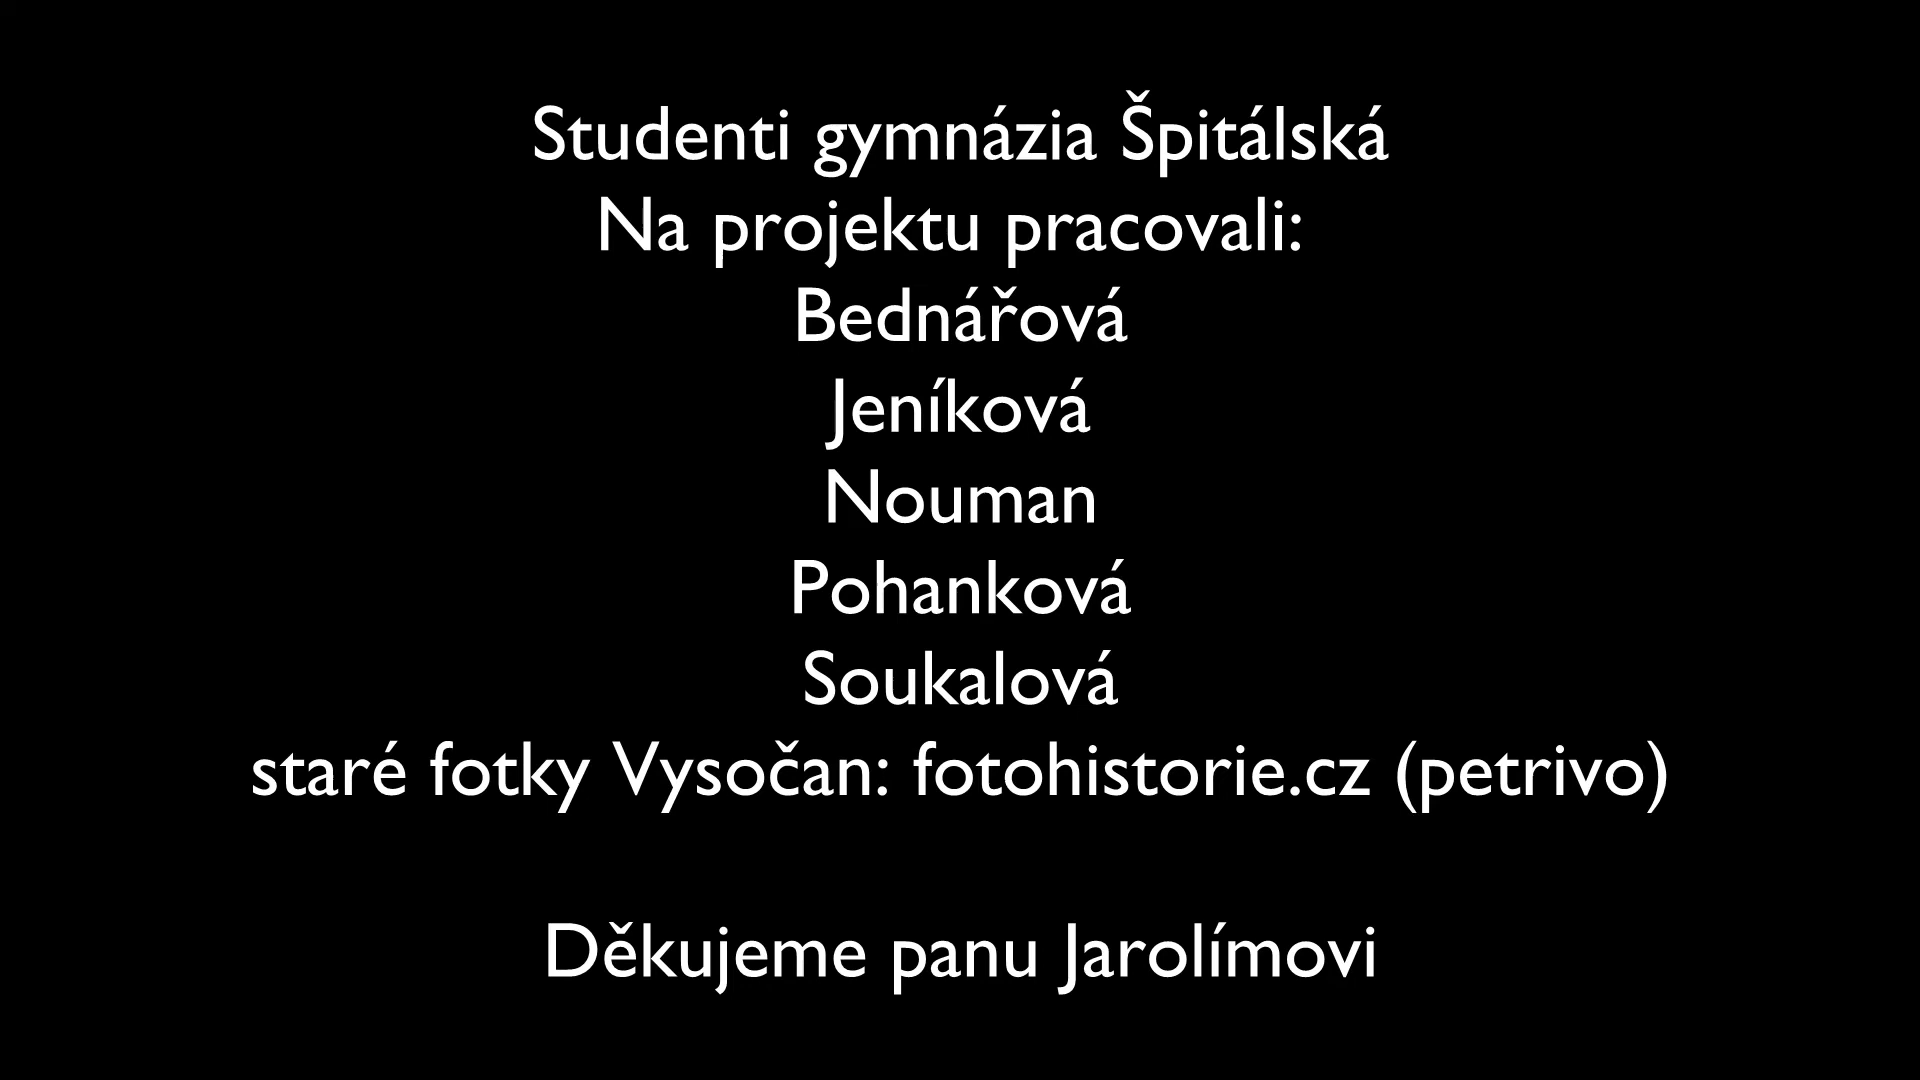 Studenti gymnázia Špitálská
Na projektu pracovali:
Bednářová
Jeníková
Nouman
Pohanková
Soukalová
staré fotky Vysočan: fotohistorie.cz (petrivo)
Děkujeme panu Jarolímovi